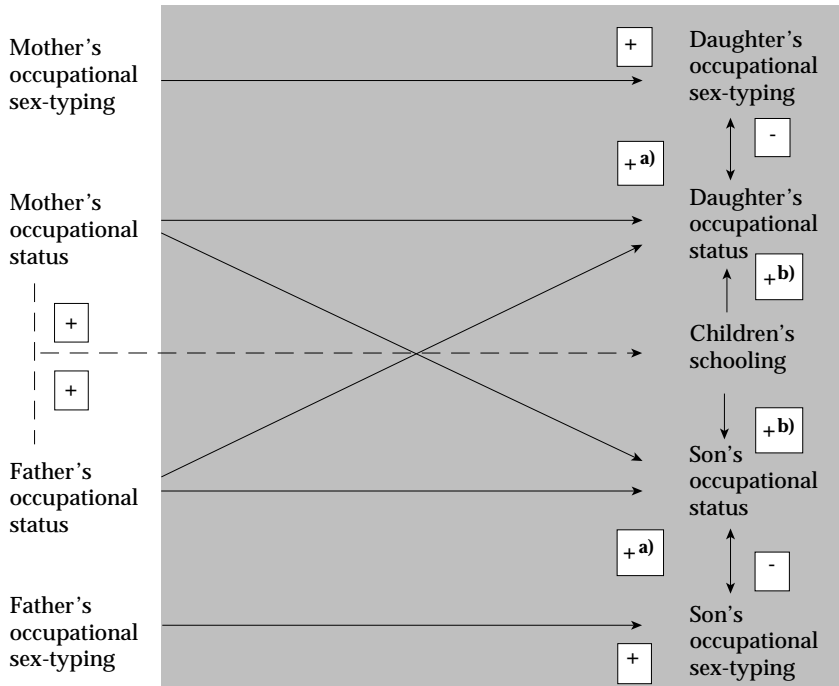 Mother's
occupational
sex-typing
+
Daughter's
occupational
sex-typing
-
+a)
Mother's
occupational
status
Daughter's
occupational
status
+b)
+
+
Children's
schooling
+b)
Father's
occupational
status
Son's
occupational
status
+a)
-
Father's
occupational
sex-typing
+
Son's
occupational
sex-typing